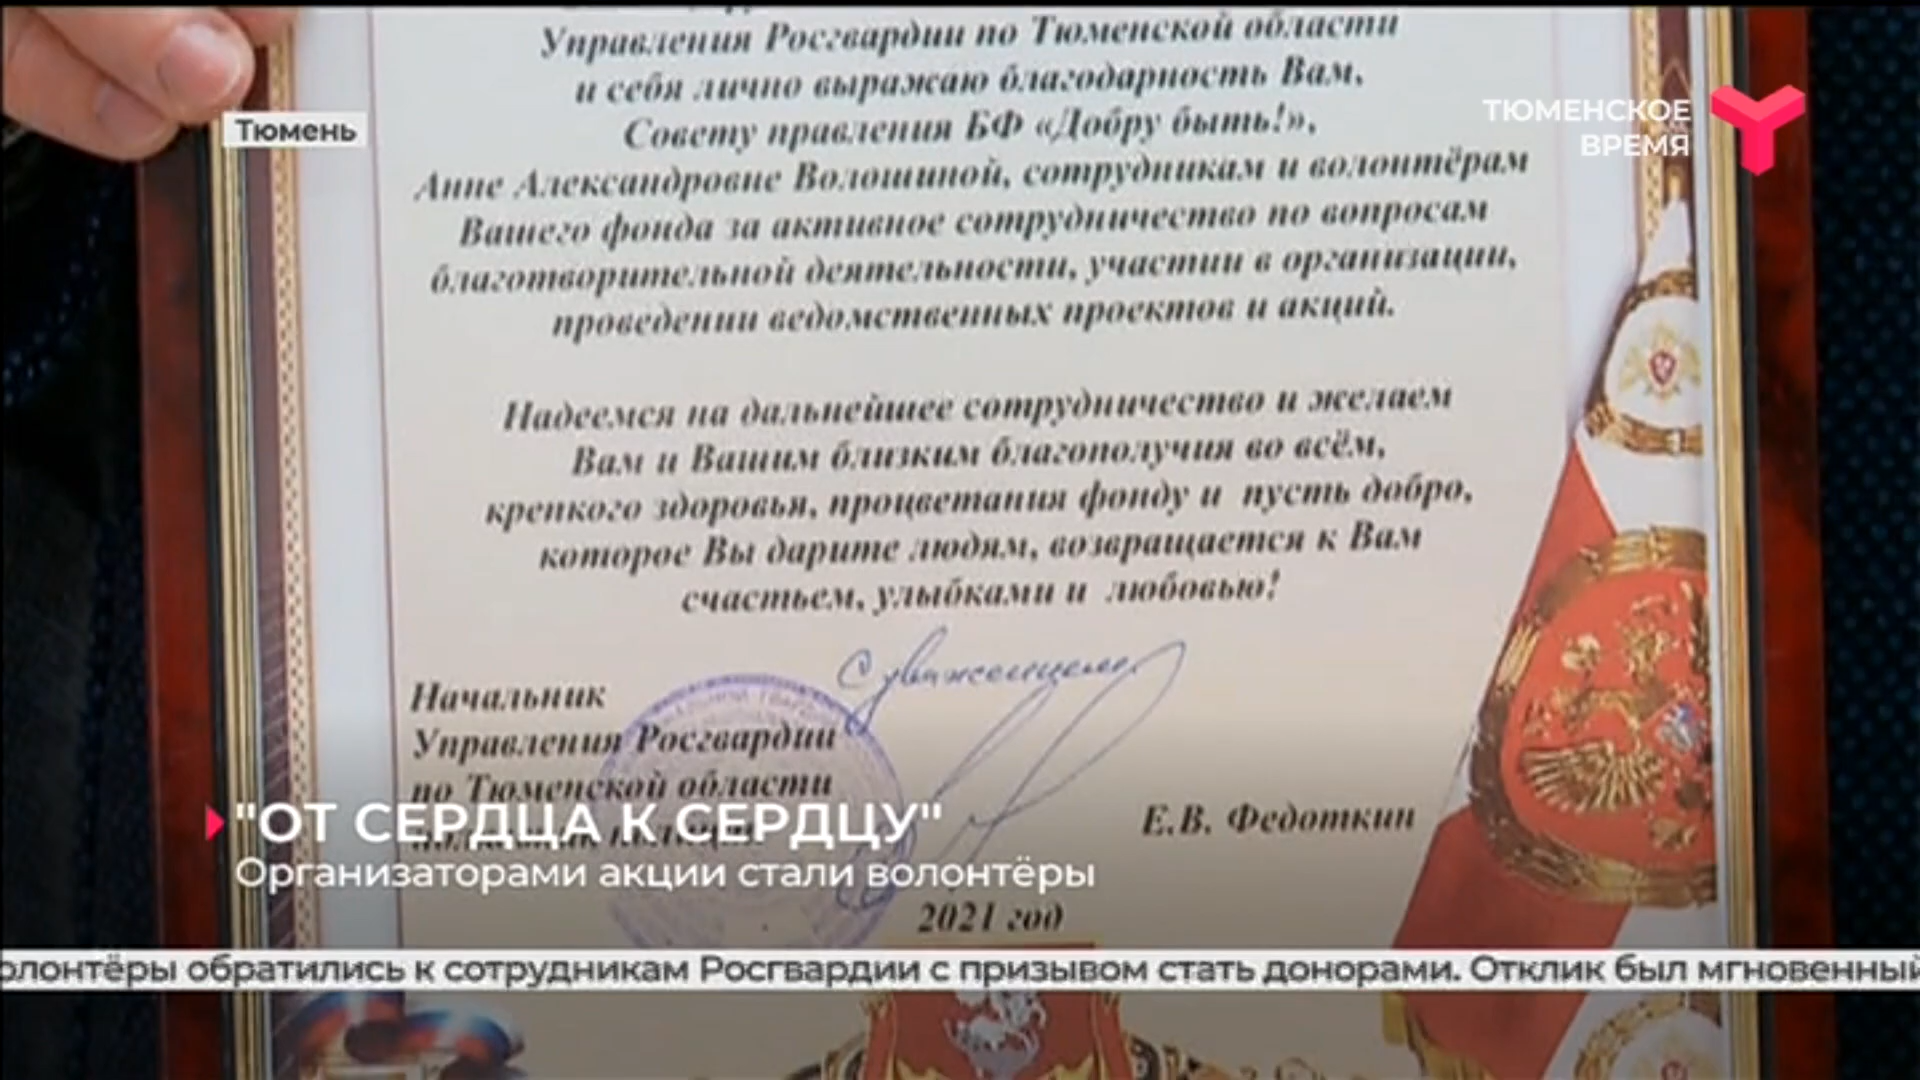 Управления Росгвардии по Тюменской области
и себя лично выражаю благодарность Вам,
Совету правления БФ «Добру быть!»,
Анне Александровне Волошиной, сотрудникам и волонтёрам
Вашего фонда за активное сотрудничество по вопросам
благотворительной деятельности, участии в организации,
проведении ведомственных проектов и акций.
Надеемся на дальнейшее сотрудничество и желаем
Вам и Вашим близким благополучия во всём,
крепкого здоровья, процветания фонду и пусть добро,
которое Вы дарите людям, возвращается к Вам
счастьем, улыбками и любовью!
С уважением
Начальник
Управления Росгвардии
по Тюменской области
Е.В. Федоткин
2021 год
Тюмень
ТЮМЕНСКОЕ
ВРЕМЯ
"ОТ СЕРДЦА К СЕРДЦУ"
Организаторами акции стали волонтёры
олонтёры обратились к сотрудникам Росгвардии с призывом стать донорами. Отклик был мгновенный